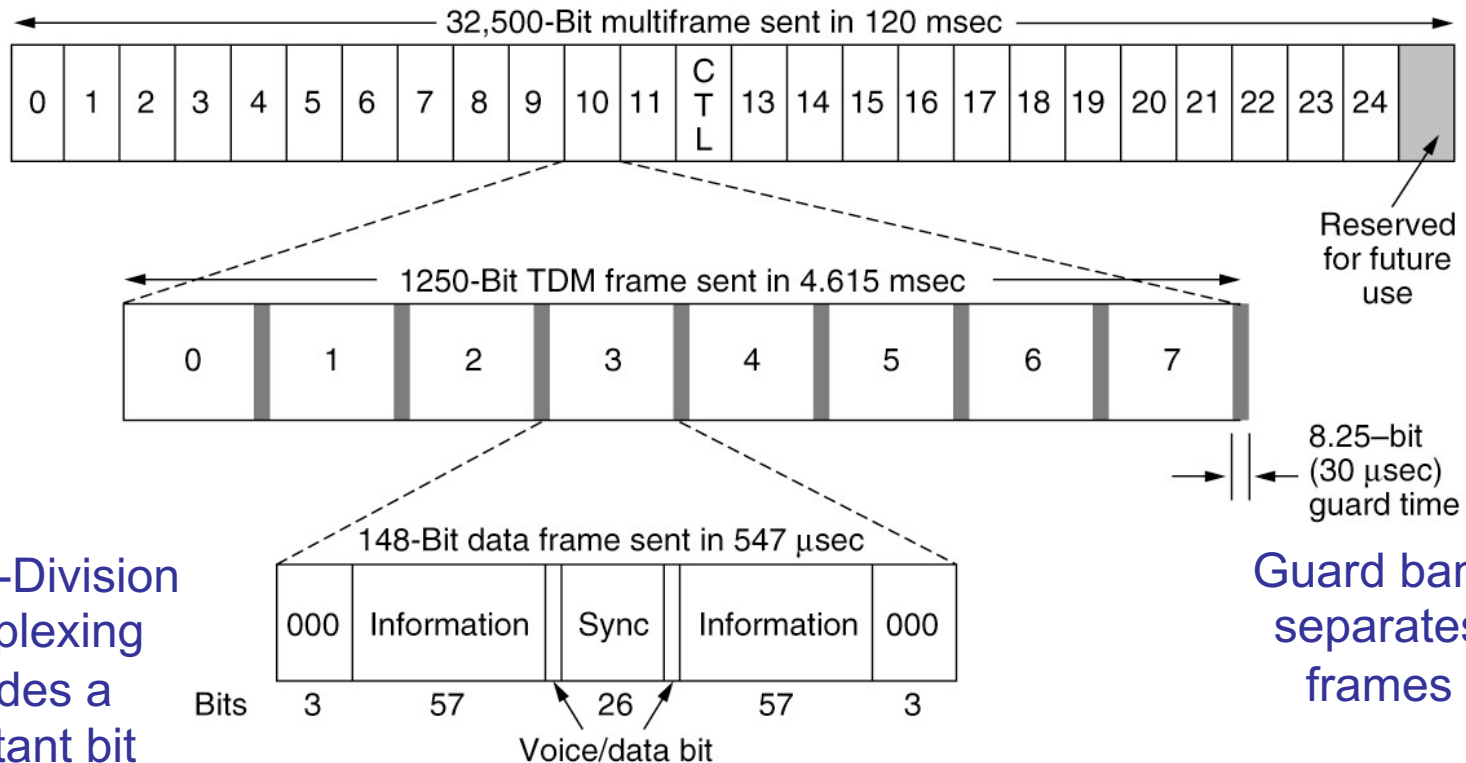 32,500-Bit multiframe sent in 120 msec
0 1 2 3 4 5 6 7 8 9 10 11 CTL 13 14 15 16 17 18 19 20 21 22 23 24
Reserved
for future
use
1250-Bit TDM frame sent in 4.615 msec
0 1 2 3 4 5 6 7
8.25–bit
(30 μsec)
guard time
148-Bit data frame sent in 547 μsec
000 Information Sync Information 000
Bits 3 57 26 57 3
Voice/data bit
-Division
plexing
des a
tant bit
Guard ban
separates
frames